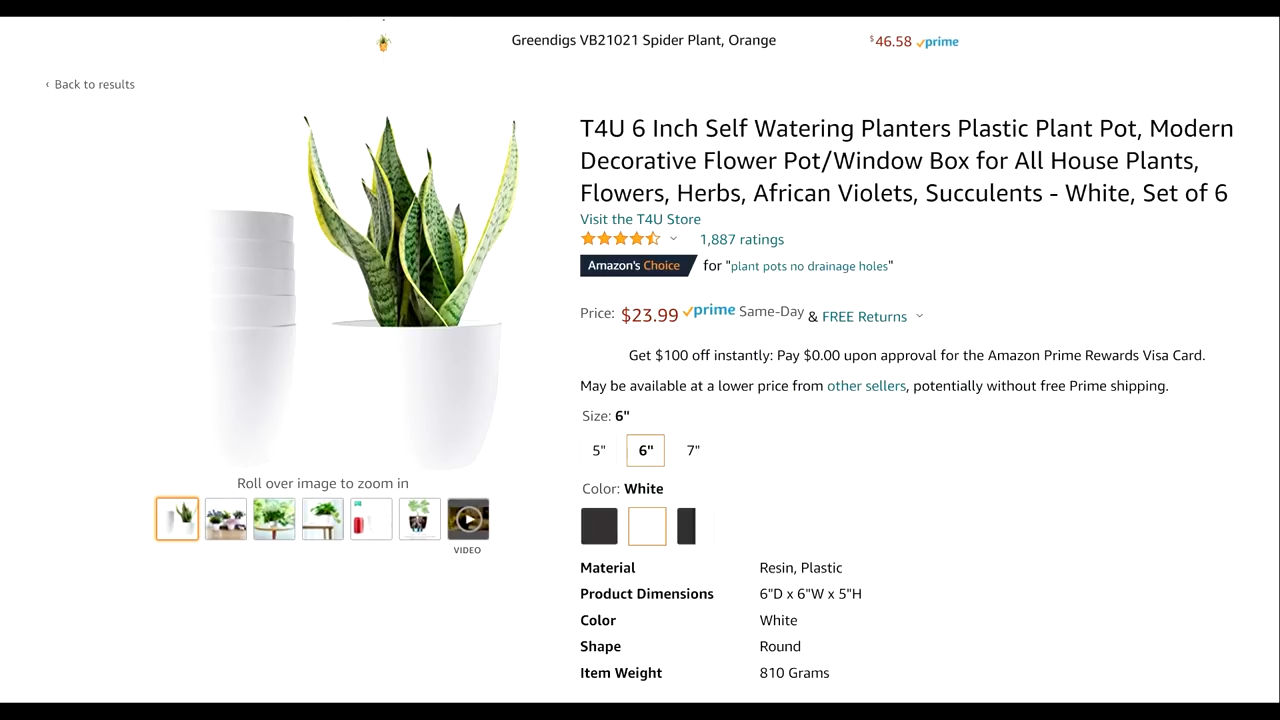 Greendigs VB21021 Spider Plant, Orange
$46.58 prime
‹ Back to results
T4U 6 Inch Self Watering Planters Plastic Plant Pot, Modern
Decorative Flower Pot/Window Box for All House Plants,
Flowers, Herbs, African Violets, Succulents - White, Set of 6
Visit the T4U Store
1,887 ratings
Amazon's Choice for "plant pots no drainage holes"
Price: $23.99 prime Same-Day & FREE Returns
Get $100 off instantly: Pay $0.00 upon approval for the Amazon Prime Rewards Visa Card.
May be available at a lower price from other sellers, potentially without free Prime shipping.
Size: 6"
5" 6" 7"
Roll over image to zoom in
Color: White
VIDEO
Material Resin, Plastic
Product Dimensions 6"D x 6"W x 5"H
Color White
Shape Round
Item Weight 810 Grams